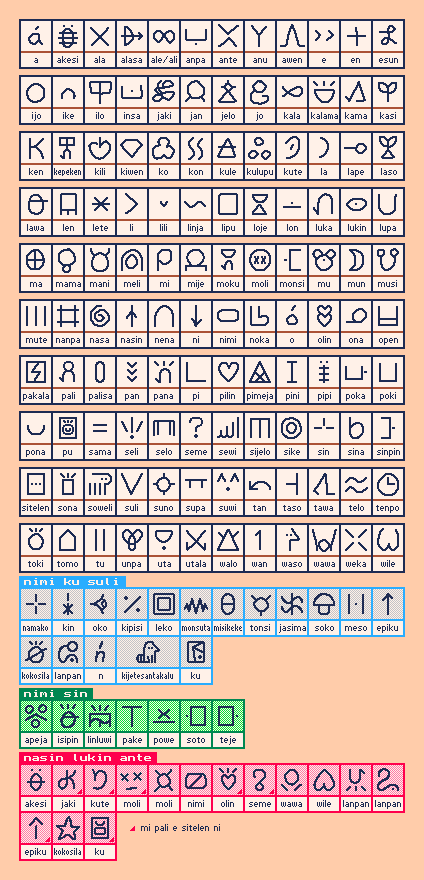 a akesi ala alasa ale/ali anpa ante anu awen e en esun
ijo ike ilo insa jaki jan jelo jo kala kalama kama kasi
ken kepeken kili kiwen ko kon kule kulupu kute la lape laso
lawa len lete li lili linja lipu loje lon luka lukin lupa
ma mama mani meli mi mije moku moli monsi mu mun musi
mute nanpa nasa nasin nena ni nimi noka o olin ona open
pakala pali palisa pan pana pi pilin pimeja pini pipi poka poki
pona pu sama seli selo seme sewi sijelo sike sin sina sinpin
sitelen sona soweli suli suno supa suwi tan taso tawa telo tenpo
toki tomo tu unpa uta utala walo wan waso wawa weka wile
nimi ku suli
namako kin oko kipisi leko monsuta misikeke tonsi jasima soko meso epiku
kokosila lanpan n kijetesantakalu ku
nimi sin
apeja isipin linluwi pake powe soto teje
nasin lukin ante
akesi jaki kute moli moli nimi olin seme wawa wile lanpan lanpan
epiku kokosila ku mi pali e sitelen ni